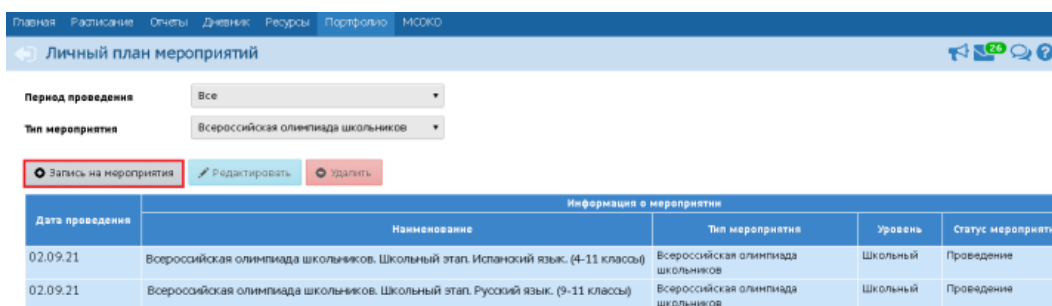 Главная Расписание Отчеты Дневник Ресурсы Портфолио МСОКО
Личный план мероприятий
26
Период проведения Все
Тип мероприятия Всероссийская олимпиада школьников
Запись на мероприятия Редактировать Удалить
Информация о мероприятии
Дата проведения Наименование Тип мероприятия Уровень Статус мероприяти
02.09.21 Всероссийская олимпиада школьников. Школьный этап. Испанский язык. (4-11 классы) Всероссийская олимпиада Школьный Проведение
школьников
02.09.21 Всероссийская олимпиада школьников. Школьный этап. Русский язык. (9-11 классы) Всероссийская олимпиада Школьный Проведение
школьников